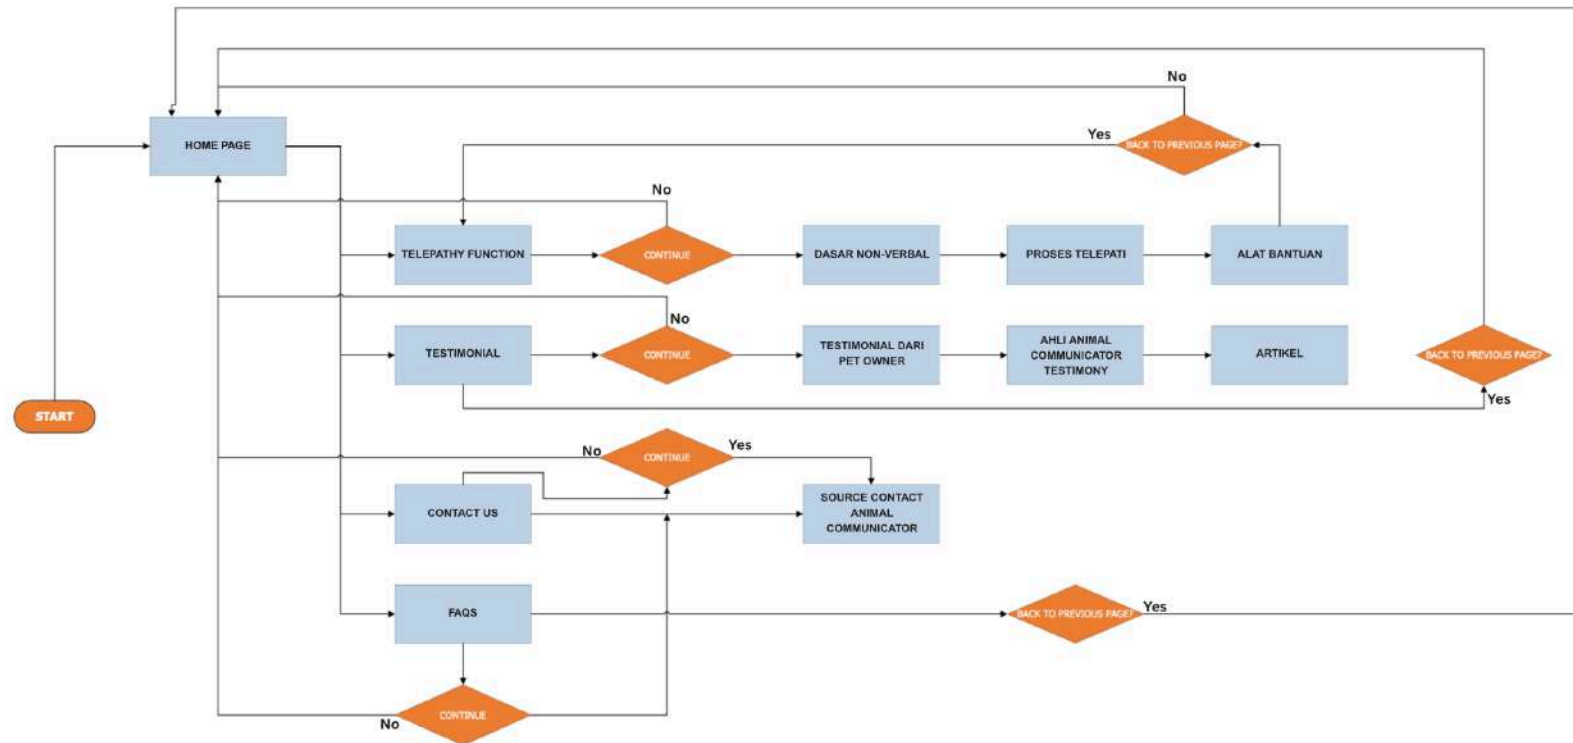 No
HOME PAGE
Yes
BACK TO PREVIOUS PAGE?
No
TELEPATHY FUNCTION
CONTINUE
DASAR NON-VERBAL
PROSES TELEPATI
ALAT BANTUAN
No
TESTIMONIAL
CONTINUE
TESTIMONIAL DARI
PET OWNER
AHLI ANIMAL
COMMUNICATOR
TESTIMONY
ARTIKEL
BACK TO PREVIOUS PAGE?
Yes
START
No
CONTINUE
Yes
CONTACT US
SOURCE CONTACT
ANIMAL
COMMUNICATOR
FAQS
BACK TO PREVIOUS PAGE?
Yes
No
CONTINUE